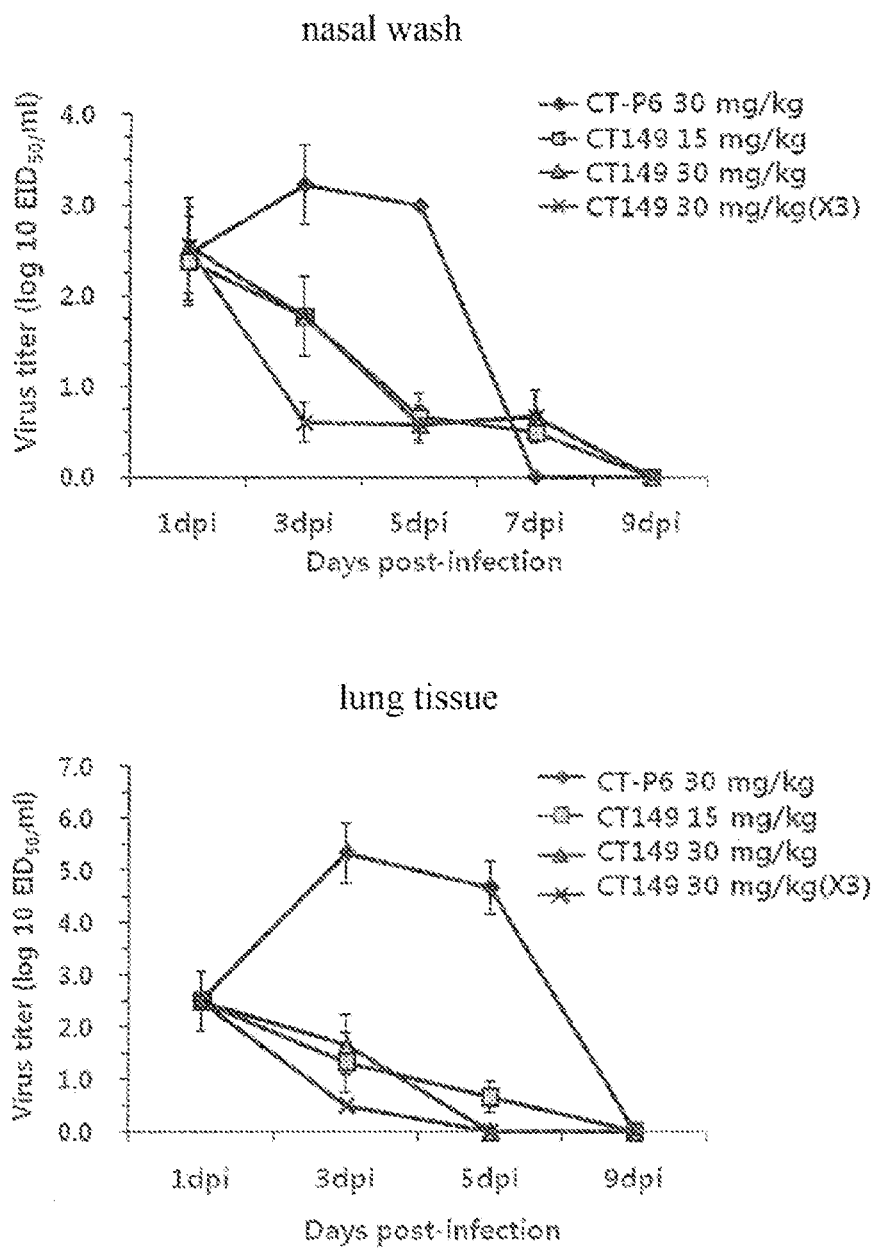 nasal wash
Virus titer (log 10 EID50/ml)
4.0
3.0
2.0
1.0
0.0
CT-P6 30 mg/kg
CT149 15 mg/kg
CT149 30 mg/kg
CT149 30 mg/kg(X3)
1dpi 3dpi 5dpi 7dpi 9dpi
Days post-infection
lung tissue
Virus titer (log 10 EID50/ml)
7.0
6.0
5.0
4.0
3.0
2.0
1.0
0.0
CT-P6 30 mg/kg
CT149 15 mg/kg
CT149 30 mg/kg
CT149 30 mg/kg(X3)
1dpi 3dpi 5dpi 9dpi
Days post-infection